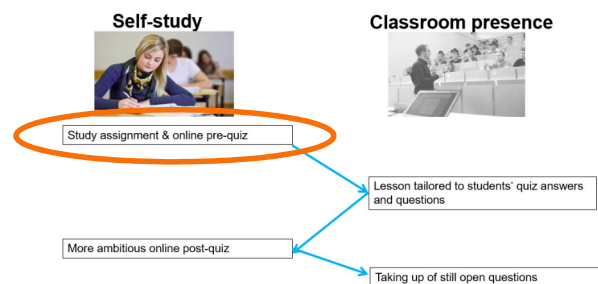 Self-study
Classroom presence
Study assignment & online pre-quiz
Lesson tailored to students' quiz answers
and questions
More ambitious online post-quiz
Taking up of still open questions